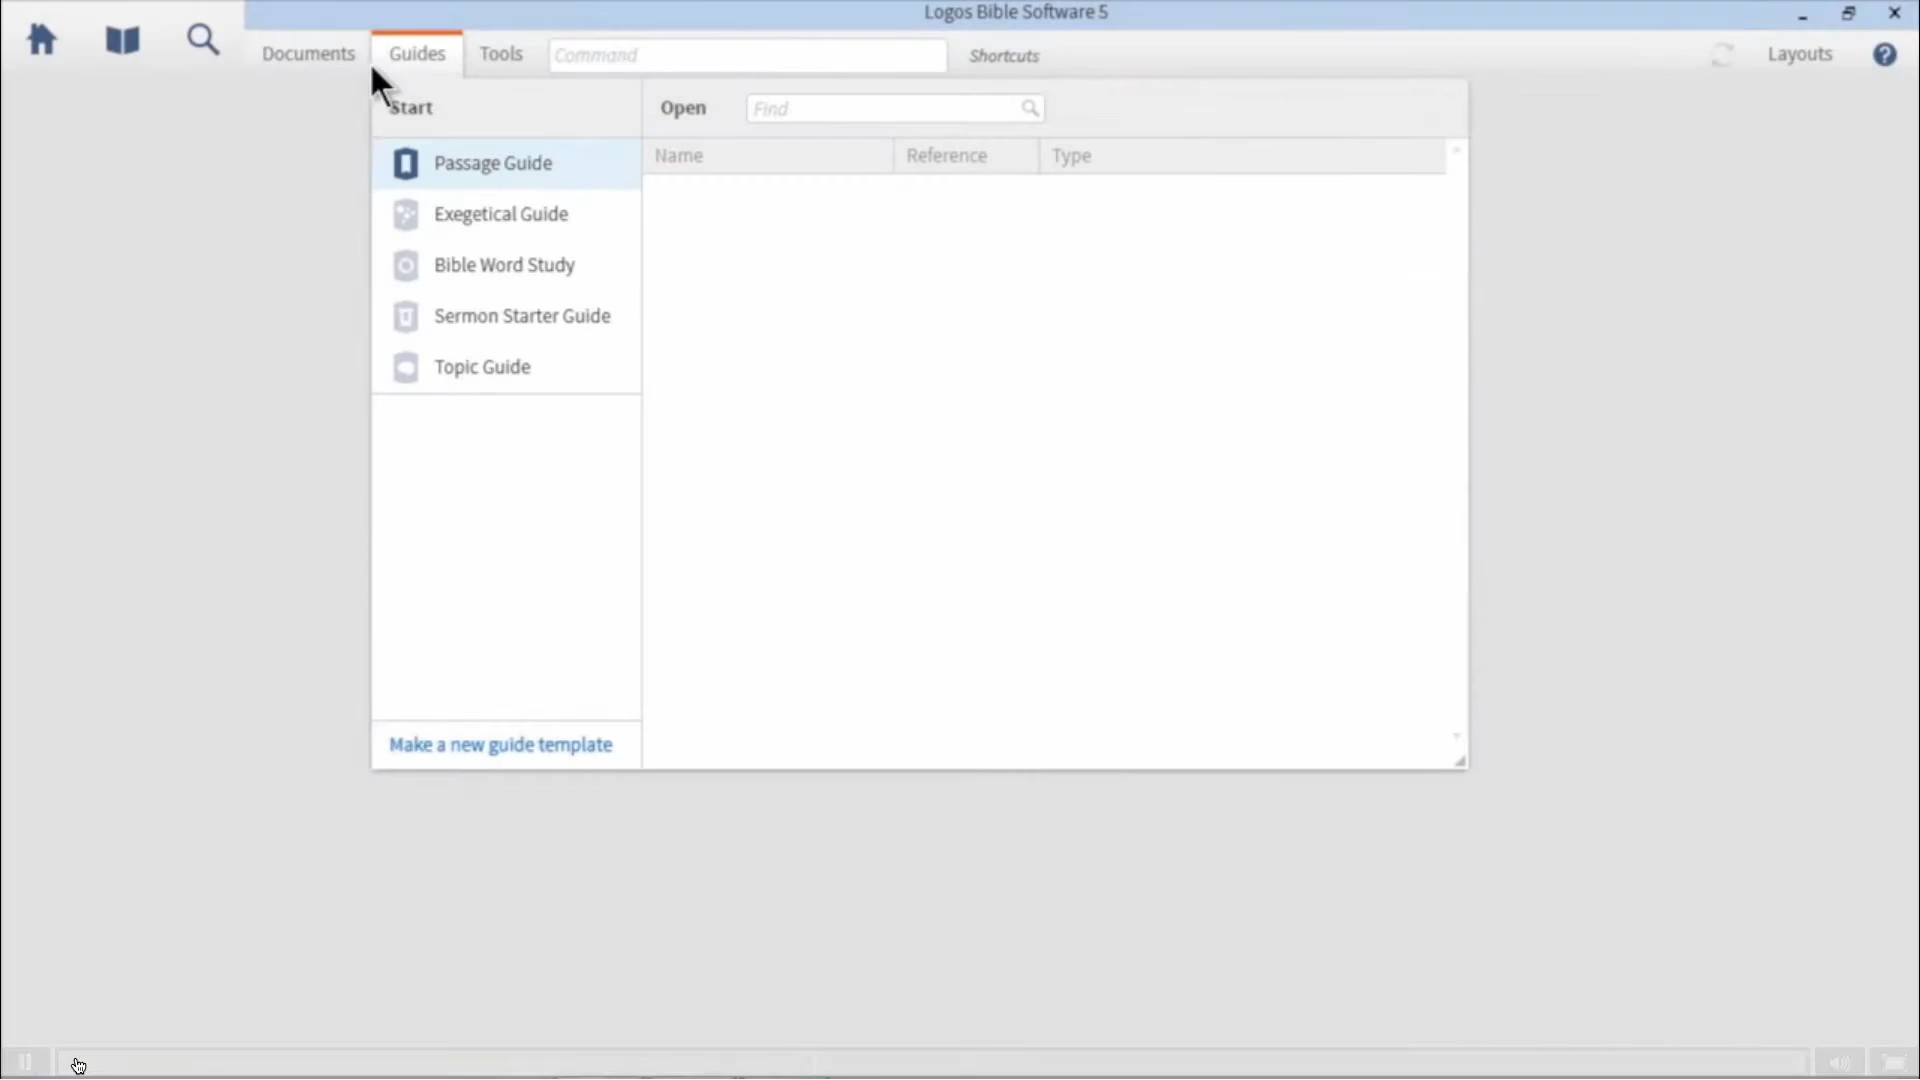 Logos Bible Software 5
Documents Guides Tools Command Shortcuts Layouts ?
Start Open Find
Name Reference Type
Passage Guide
Exegetical Guide
Bible Word Study
Sermon Starter Guide
Topic Guide
Make a new guide template